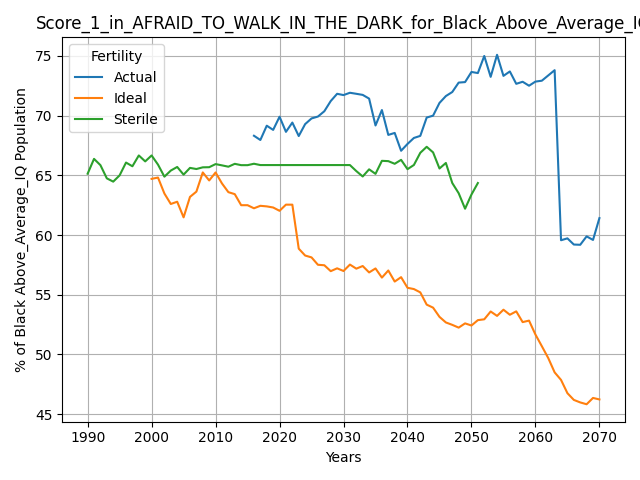 Score_1_in_AFRAID_TO_WALK_IN_THE_DARK_for_Black_Above_Average_IQ
Fertility
Actual
Ideal
Sterile
% of Black Above_Average_IQ Population
75
70
65
60
55
50
45
1990 2000 2010 2020 2030 2040 2050 2060 2070
Years